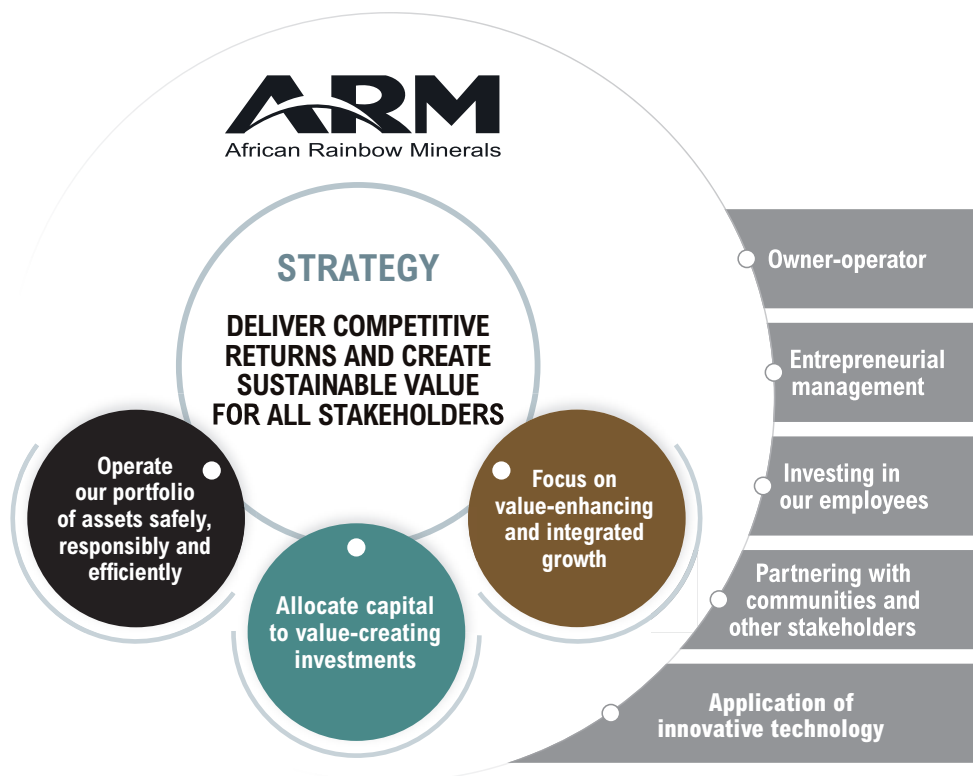 ARM
African Rainbow Minerals
STRATEGY
DELIVER COMPETITIVE
RETURNS AND CREATE
SUSTAINABLE VALUE
FOR ALL STAKEHOLDERS
Operate
our portfolio
of assets safely,
responsibly and
efficiently
Allocate capital
to value-creating
investments
Focus on
value-enhancing
and integrated
growth
Owner-operator
Entrepreneurial
management
Investing in
our employees
Partnering with
communities and
other stakeholders
Application of
innovative technology